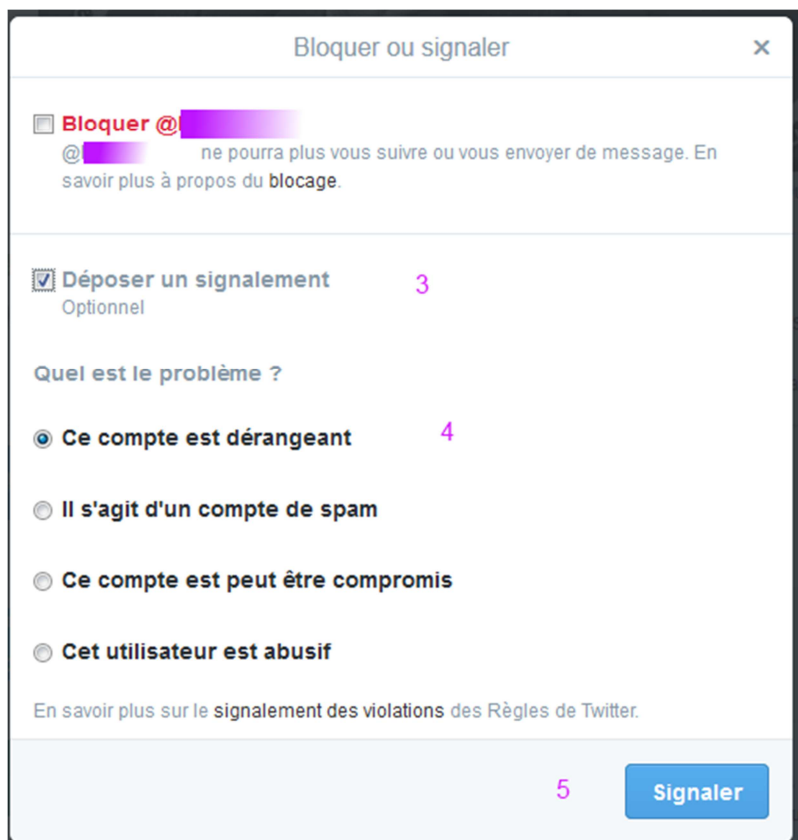 Bloquer ou signaler ×
Bloquer @
@ ne pourra plus vous suivre ou vous envoyer de message. En
savoir plus à propos du blocage.
Déposer un signalement 3
Optionnel
Quel est le problème ?
Ce compte est dérangeant 4
Il s'agit d'un compte de spam
Ce compte est peut être compromis
Cet utilisateur est abusif
En savoir plus sur le signalement des violations des Règles de Twitter.
5 Signaler